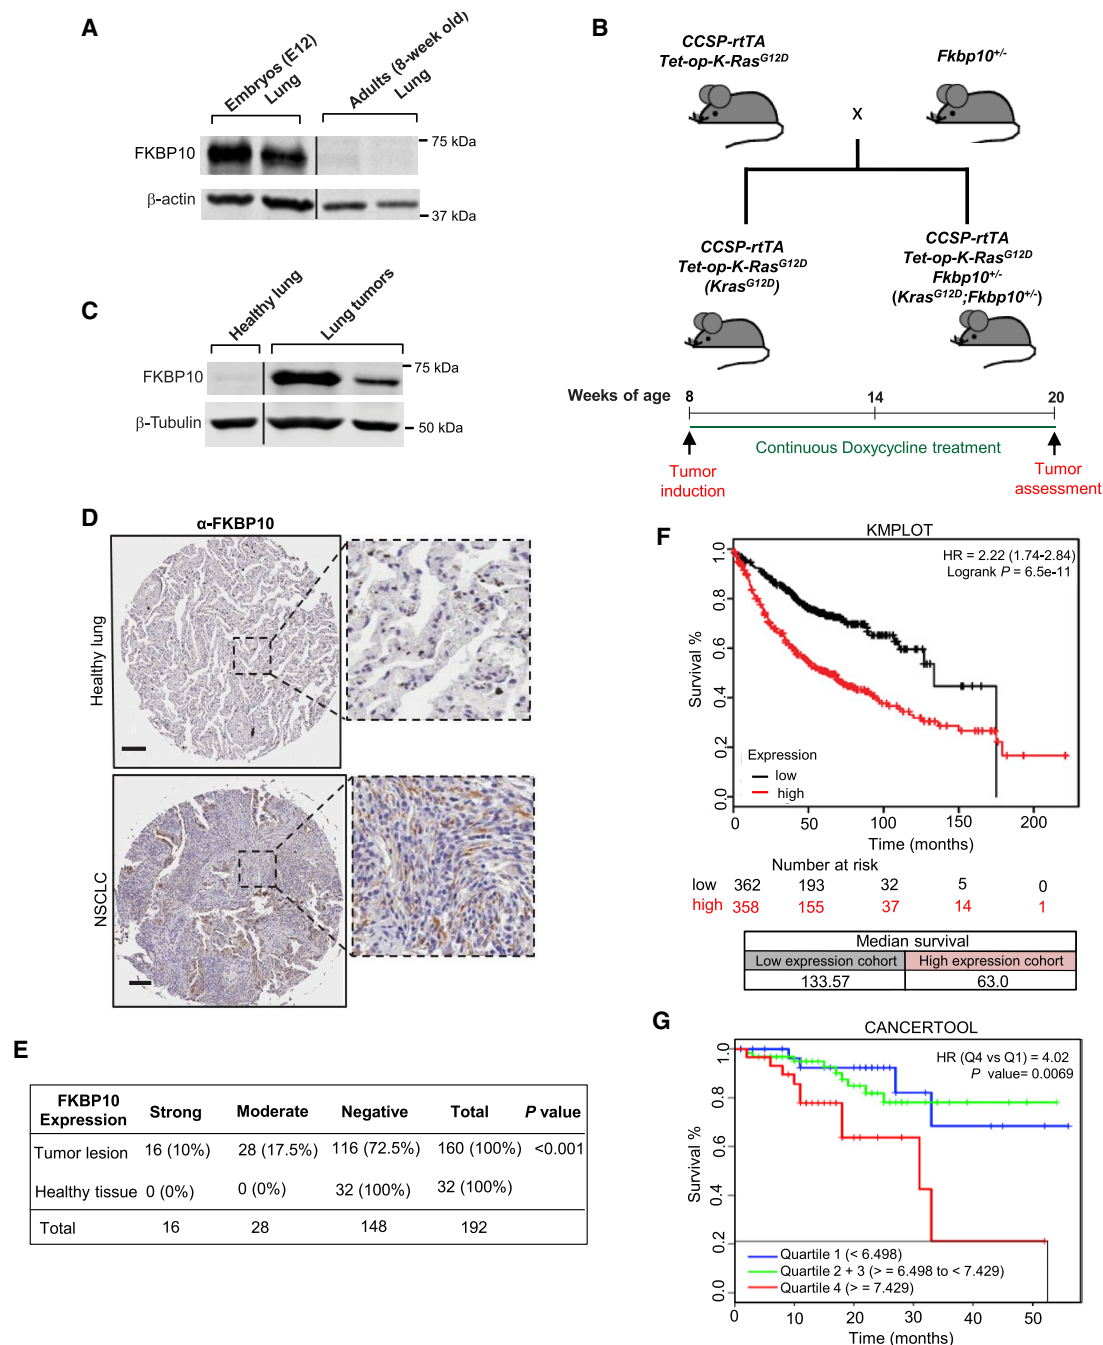 A
Embryos (E12)
Lung
Adults (8-week old)
Lung
FKBP10
75 kDa
β-actin
37 kDa
B
CCSP-rtTA
Tet-op-K-Ras^G12D
Fkbp10^+/-
X
CCSP-rtTA
Tet-op-K-Ras^G12D
(Kras^G12D)
CCSP-rtTA
Tet-op-K-Ras^G12D
Fkbp10^+/-
(Kras^G12D;Fkbp10^+/-)
Weeks of age
8
14
20
Continuous Doxycycline treatment
Tumor
induction
Tumor
assessment
C
Healthy lung
Lung tumors
FKBP10
75 kDa
β-Tubulin
50 kDa
D
α-FKBP10
Healthy lung
NSCLC
E
FKBP10 Expression Strong Moderate Negative Total P value
Tumor lesion 16 (10%) 28 (17.5%) 116 (72.5%) 160 (100%) <0.001
Healthy tissue 0 (0%) 0 (0%) 32 (100%) 32 (100%)
Total 16 28 148 192
F
KMPLOT
HR = 2.22 (1.74-2.84)
Logrank P = 6.5e-11
Survival %
1.0
0.8
0.6
0.4
0.2
0.0
Expression
low
high
0 50 100 150 200
Time (months)
Number at risk
low 362 193 32 5 0
high 358 155 37 14 1
Median survival
Low expression cohort High expression cohort
133.57 63.0
G
CANCERTOOL
HR (Q4 vs Q1) = 4.02
P value= 0.0069
Survival %
1.0
0.8
0.6
0.4
0.2
0.0
Quartile 1 (< 6.498)
Quartile 2 + 3 (> = 6.498 to < 7.429)
Quartile 4 (> = 7.429)
0 10 20 30 40 50
Time (months)